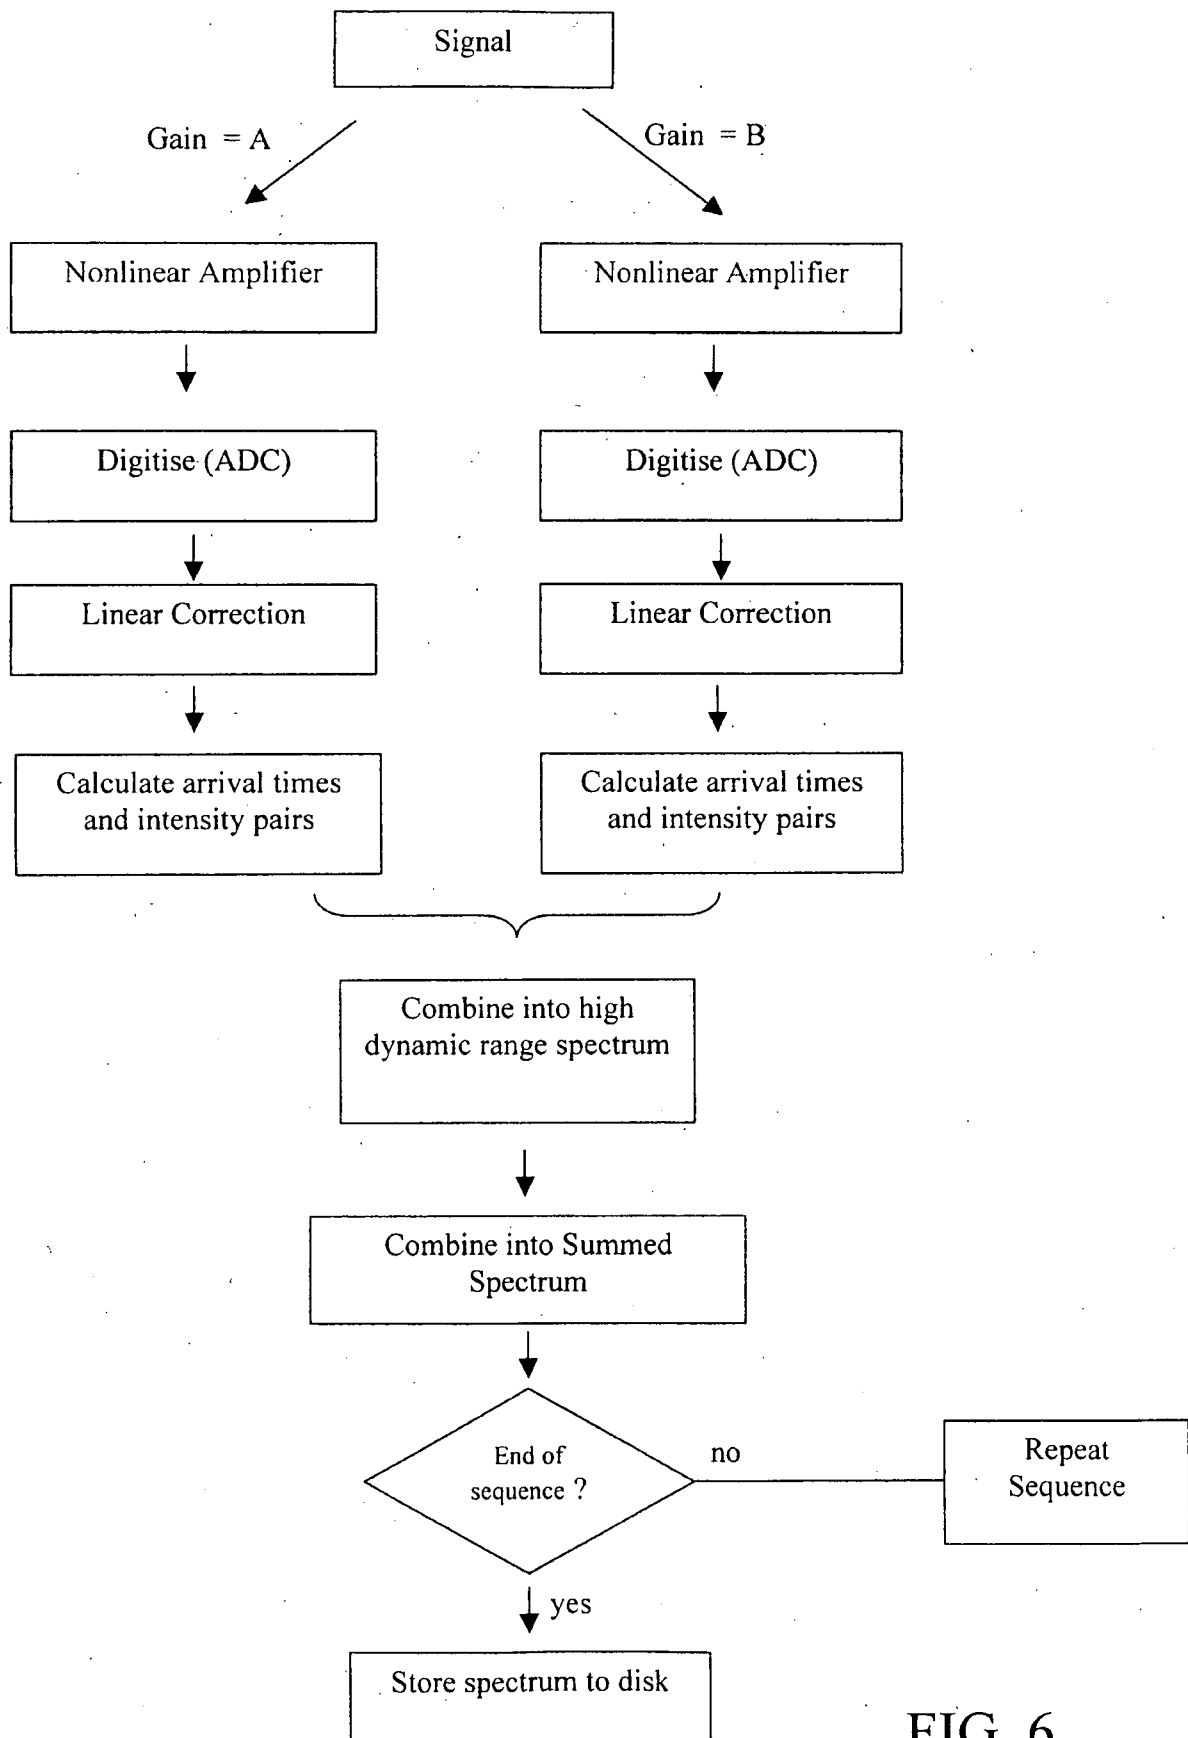 Signal
Gain = A
Gain = B
Nonlinear Amplifier
Nonlinear Amplifier
Digitise (ADC)
Digitise (ADC)
Linear Correction
Linear Correction
Calculate arrival times
and intensity pairs
Calculate arrival times
and intensity pairs
Combine into high
dynamic range spectrum
Combine into Summed
Spectrum
End of
sequence ?
no
Repeat
Sequence
yes
Store spectrum to disk
FIG. 6